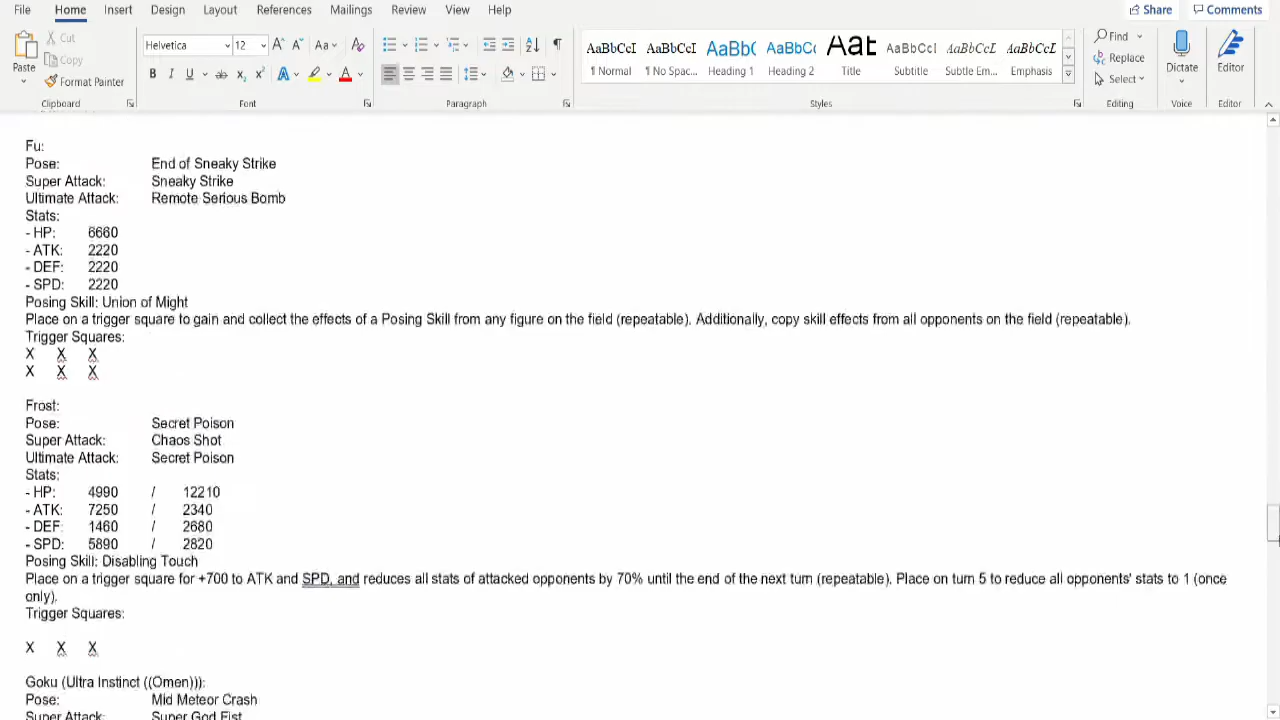 File Home Insert Design Layout References Mailings Review View Help Share Comments
Paste Cut Copy Format Painter Clipboard
Helvetica 12 Aa B I U ab x₂ x² A A Font
Paragraph
AaBbCcI AaBbCcI AaBbC AaBbCc AaB AaBbCcI AaBbCcI AaBbCcI
¶ Normal ¶ No Spac... Heading 1 Heading 2 Title Subtitle Subtle Em... Emphasis
Styles
Find Replace Select Editing
Dictate Voice
Editor Editor
Fu:
Pose: End of Sneaky Strike
Super Attack: Sneaky Strike
Ultimate Attack: Remote Serious Bomb
Stats:
- HP: 6660
- ATK: 2220
- DEF: 2220
- SPD: 2220
Posing Skill: Union of Might
Place on a trigger square to gain and collect the effects of a Posing Skill from any figure on the field (repeatable). Additionally, copy skill effects from all opponents on the field (repeatable).
Trigger Squares:
X X X
X X X
Frost:
Pose: Secret Poison
Super Attack: Chaos Shot
Ultimate Attack: Secret Poison
Stats:
- HP: 4990 / 12210
- ATK: 7250 / 2340
- DEF: 1460 / 2680
- SPD: 5890 / 2820
Posing Skill: Disabling Touch
Place on a trigger square for +700 to ATK and SPD, and reduces all stats of attacked opponents by 70% until the end of the next turn (repeatable). Place on turn 5 to reduce all opponents' stats to 1 (once
only).
Trigger Squares:
X X X
Goku (Ultra Instinct ((Omen))):
Pose: Mid Meteor Crash
Super Attack: Super God Fist